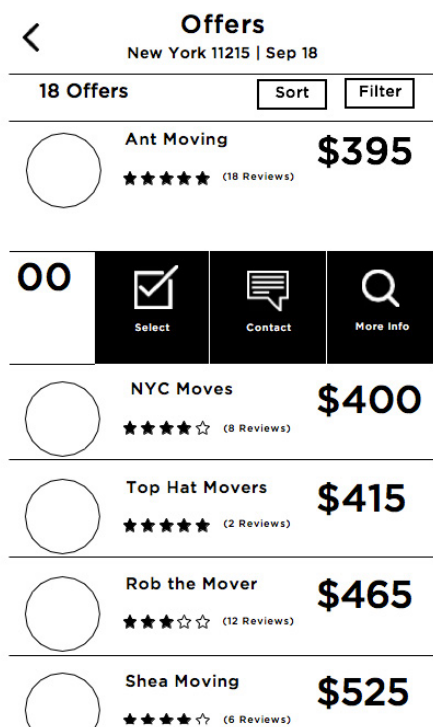 Offers
New York 11215 | Sep 18
18 Offers
Sort
Filter
Ant Moving
$395
(18 Reviews)
00
Select
Contact
More Info
NYC Moves
$400
(8 Reviews)
Top Hat Movers
$415
(2 Reviews)
Rob the Mover
$465
(12 Reviews)
Shea Moving
$525
(6 Reviews)